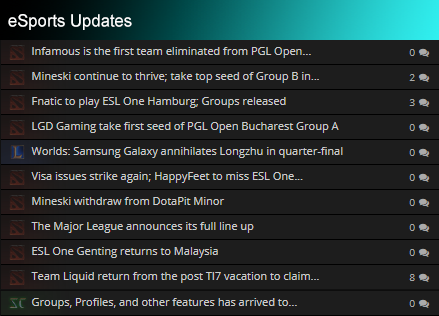 eSports Updates
Infamous is the first team eliminated from PGL Open... 0
Mineski continue to thrive; take top seed of Group B in... 2
Fnatic to play ESL One Hamburg; Groups released 3
LGD Gaming take first seed of PGL Open Bucharest Group A 0
Worlds: Samsung Galaxy annihilates Longzhu in quarter-final 0
Visa issues strike again; HappyFeet to miss ESL One... 0
Mineski withdraw from DotaPit Minor 0
The Major League announces its full line up 0
ESL One Genting returns to Malaysia 0
Team Liquid return from the post TI7 vacation to claim... 8
Groups, Profiles, and other features has arrived to... 0